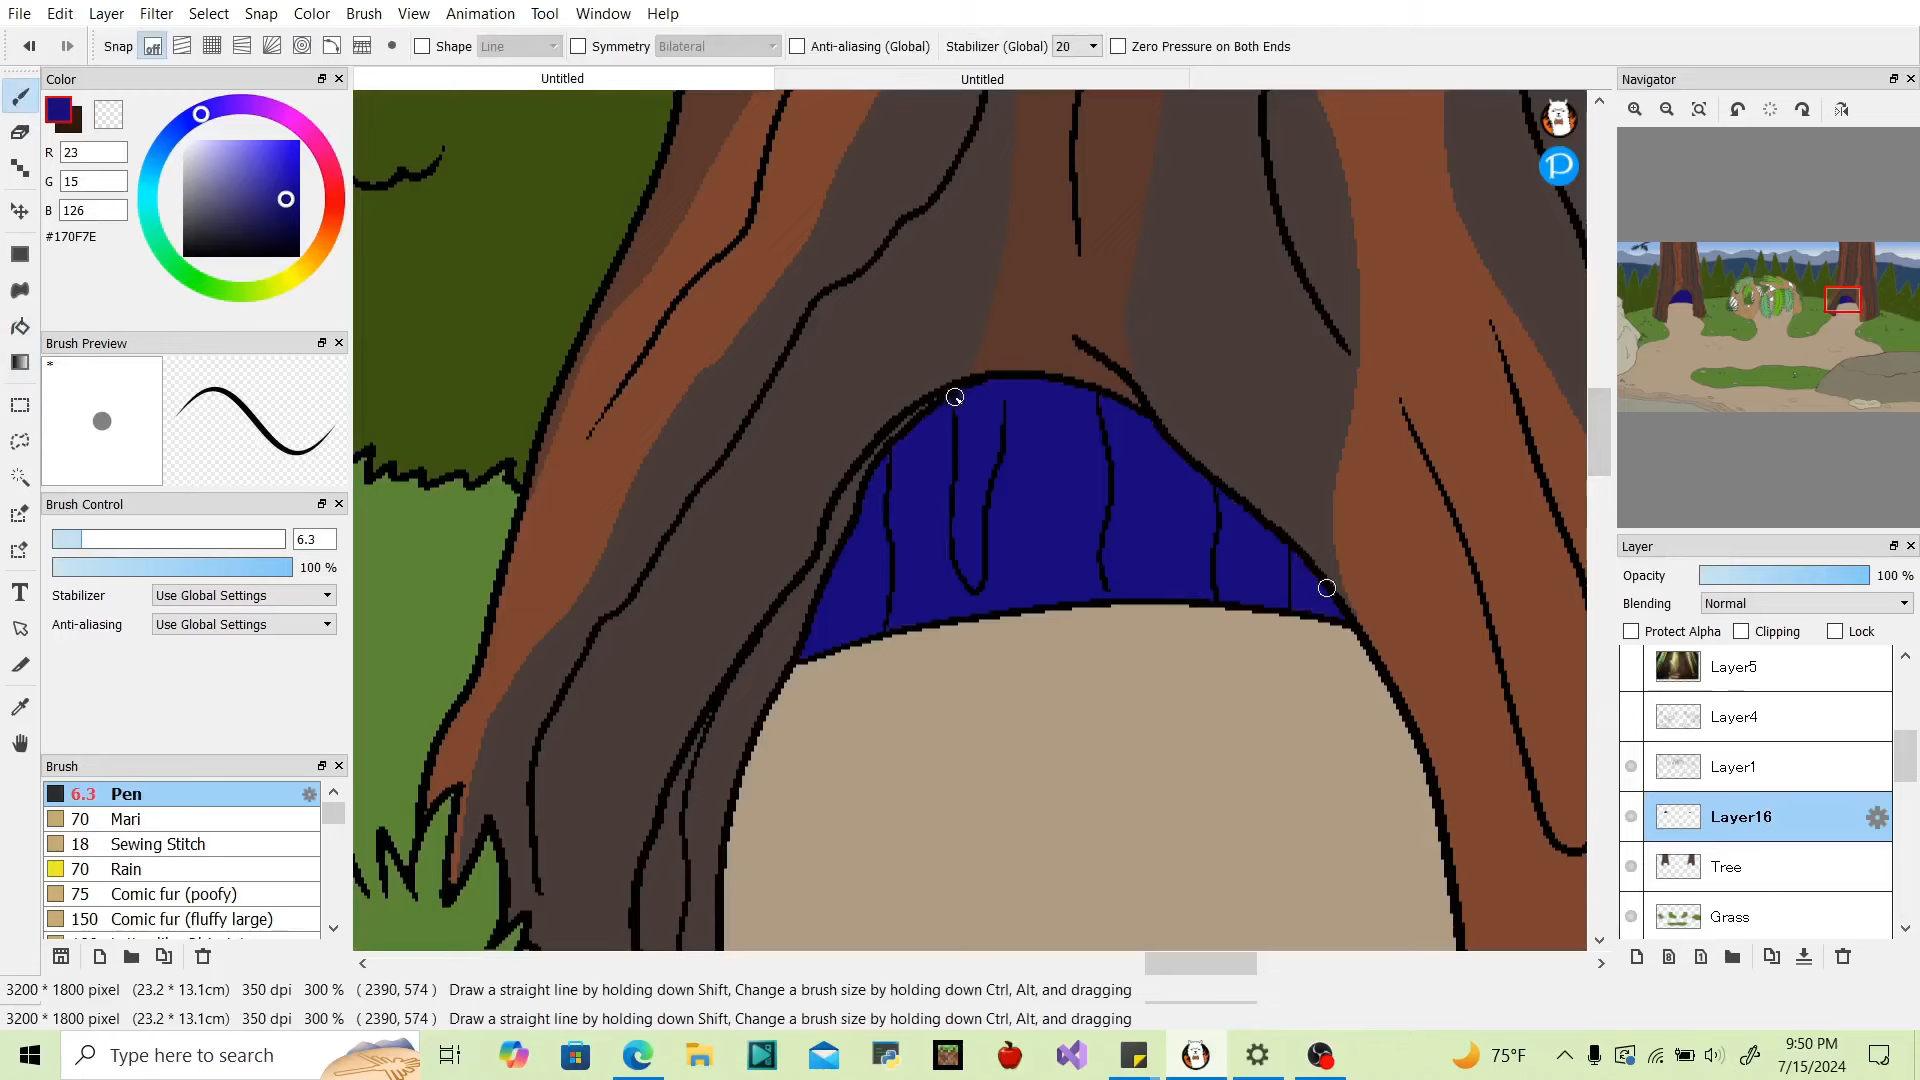 File Edit Layer Filter Select Snap Color Brush View Animation Tool Window Help
Snap off Shape Line Symmetry Bilateral Anti-aliasing (Global) Stabilizer (Global) 20 Zero Pressure on Both Ends
Color
Untitled
Untitled
Navigator
R 23
G 15
B 126
#170F7E
Brush Preview
*
Brush Control
6.3
100 %
Stabilizer Use Global Settings
Anti-aliasing Use Global Settings
Brush
6.3 Pen
70 Mari
18 Sewing Stitch
70 Rain
75 Comic fur (poofy)
150 Comic fur (fluffy large)
Layer
Opacity 100 %
Blending Normal
Protect Alpha Clipping Lock
Layer5
Layer4
Layer1
Layer16
Tree
Grass
3200 * 1800 pixel (23.2 * 13.1cm) 350 dpi 300 % ( 2390, 574 ) Draw a straight line by holding down Shift, Change a brush size by holding down Ctrl, Alt, and dragging
3200 * 1800 pixel (23.2 * 13.1cm) 350 dpi 300 % ( 2390, 574 ) Draw a straight line by holding down Shift, Change a brush size by holding down Ctrl, Alt, and dragging
Type here to search
75°F
9:50 PM
7/15/2024